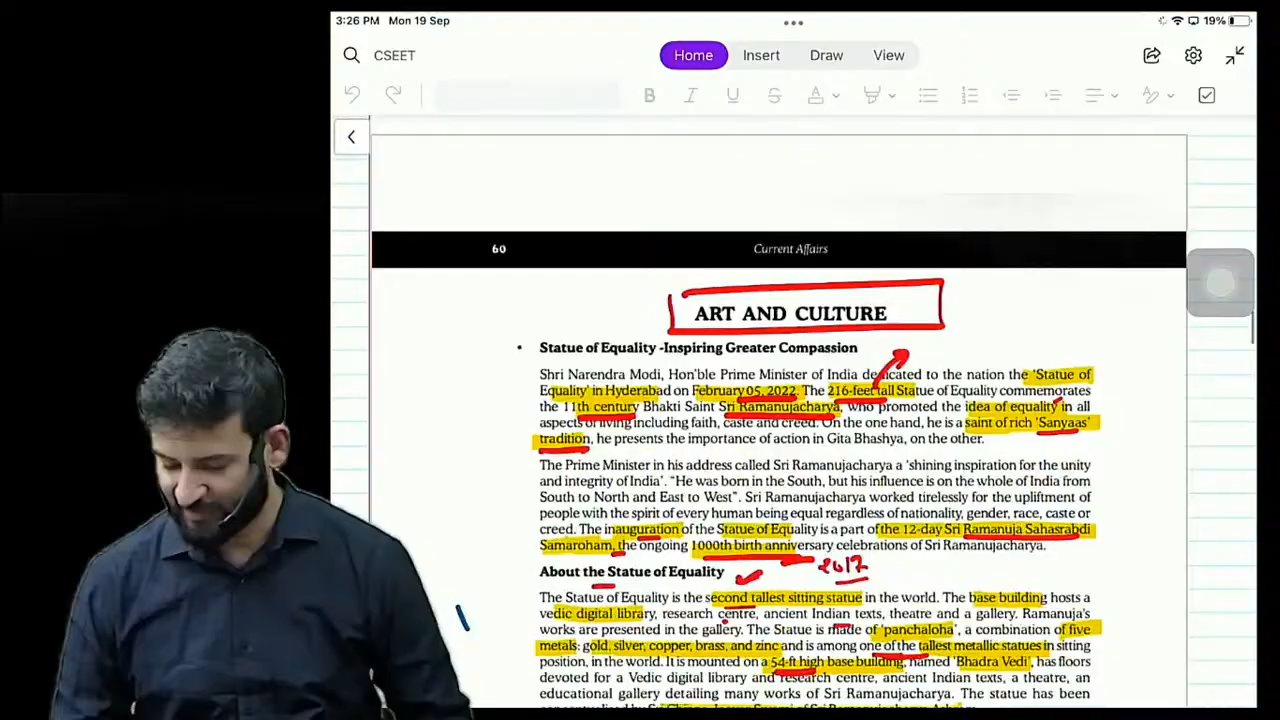 3:26 PM Mon 19 Sep
19%
CSEET
Home Insert Draw View
B I U S A
60 Current Affairs
ART AND CULTURE
• Statue of Equality -Inspiring Greater Compassion
Shri Narendra Modi, Hon'ble Prime Minister of India dedicated to the nation the 'Statue of
Equality' in Hyderabad on February 05, 2022. The 216-feet tall Statue of Equality commemorates
the 11th century Bhakti Saint Sri Ramanujacharya, who promoted the idea of equality in all
aspects of living including faith, caste and creed. On the one hand, he is a saint of rich 'Sanyaas'
tradition, he presents the importance of action in Gita Bhashya, on the other.
The Prime Minister in his address called Sri Ramanujacharya a 'shining inspiration for the unity
and integrity of India'. "He was born in the South, but his influence is on the whole of India from
South to North and East to West". Sri Ramanujacharya worked tirelessly for the upliftment of
people with the spirit of every human being equal regardless of nationality, gender, race, caste or
creed. The inauguration of the Statue of Equality is a part of the 12-day Sri Ramanuja Sahasrabdi
Samaroham, the ongoing 1000th birth anniversary celebrations of Sri Ramanujacharya.
2017
About the Statue of Equality
The Statue of Equality is the second tallest sitting statue in the world. The base building hosts a
vedic digital library, research centre, ancient Indian texts, theatre and a gallery. Ramanuja's
works are presented in the gallery. The Statue is made of 'panchaloha', a combination of five
metals: gold, silver, copper, brass, and zinc and is among one of the tallest metallic statues in sitting
position, in the world. It is mounted on a 54-ft high base building, named 'Bhadra Vedi', has floors
devoted for a Vedic digital library and research centre, ancient Indian texts, a theatre, an
educational gallery detailing many works of Sri Ramanujacharya. The statue has been